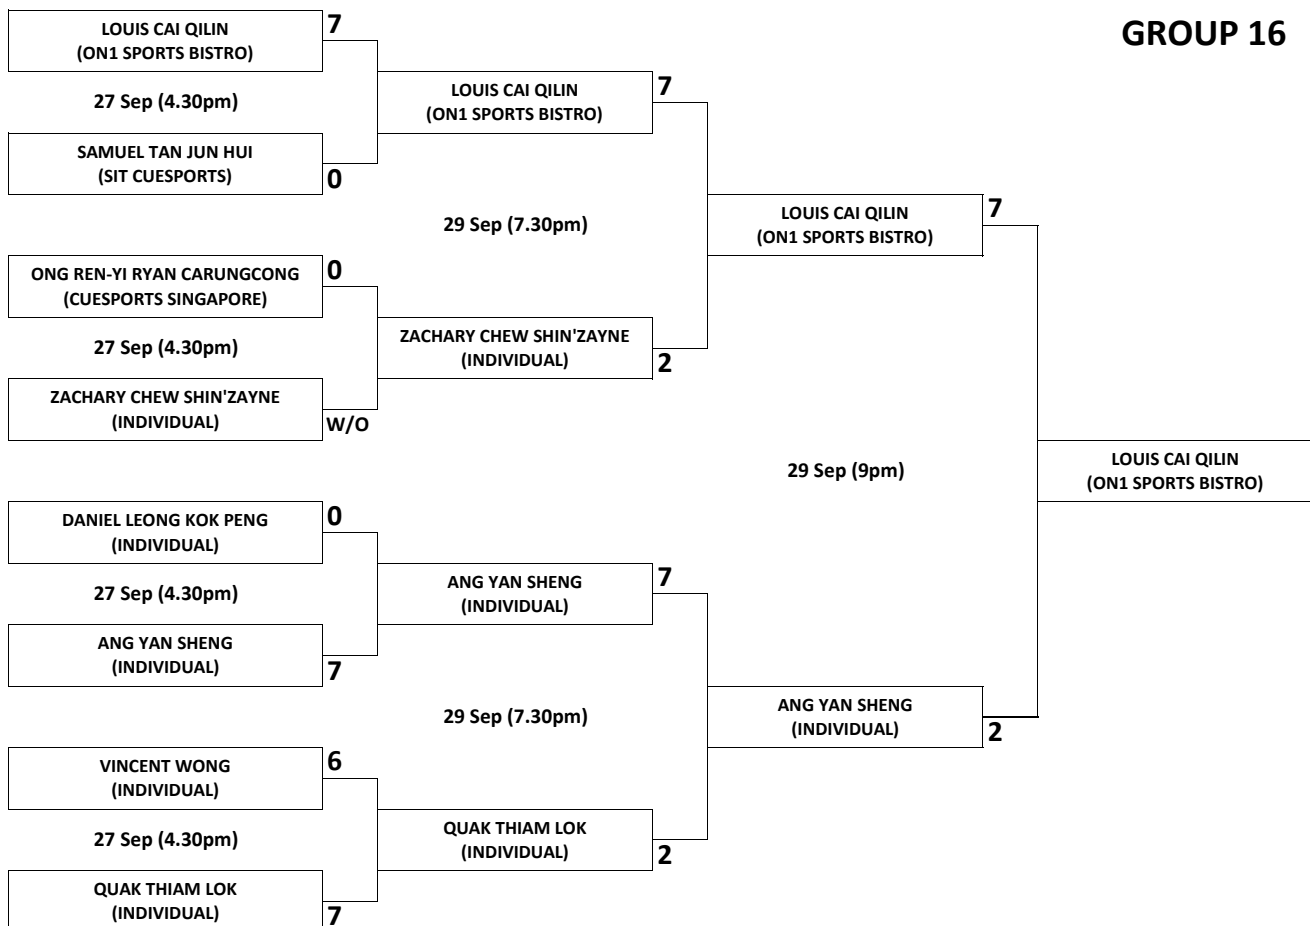 GROUP 16
LOUIS CAI QILIN
(ON1 SPORTS BISTRO)
7
27 Sep (4.30pm)
SAMUEL TAN JUN HUI
(SIT CUESPORTS)
0
ONG REN-YI RYAN CARUNGCONG
(CUESPORTS SINGAPORE)
0
27 Sep (4.30pm)
ZACHARY CHEW SHIN'ZAYNE
(INDIVIDUAL)
W/O
DANIEL LEONG KOK PENG
(INDIVIDUAL)
0
27 Sep (4.30pm)
ANG YAN SHENG
(INDIVIDUAL)
7
VINCENT WONG
(INDIVIDUAL)
6
27 Sep (4.30pm)
QUAK THIAM LOK
(INDIVIDUAL)
7
LOUIS CAI QILIN
(ON1 SPORTS BISTRO)
7
29 Sep (7.30pm)
ZACHARY CHEW SHIN'ZAYNE
(INDIVIDUAL)
2
ANG YAN SHENG
(INDIVIDUAL)
7
29 Sep (7.30pm)
QUAK THIAM LOK
(INDIVIDUAL)
2
LOUIS CAI QILIN
(ON1 SPORTS BISTRO)
7
29 Sep (9pm)
ANG YAN SHENG
(INDIVIDUAL)
2
LOUIS CAI QILIN
(ON1 SPORTS BISTRO)